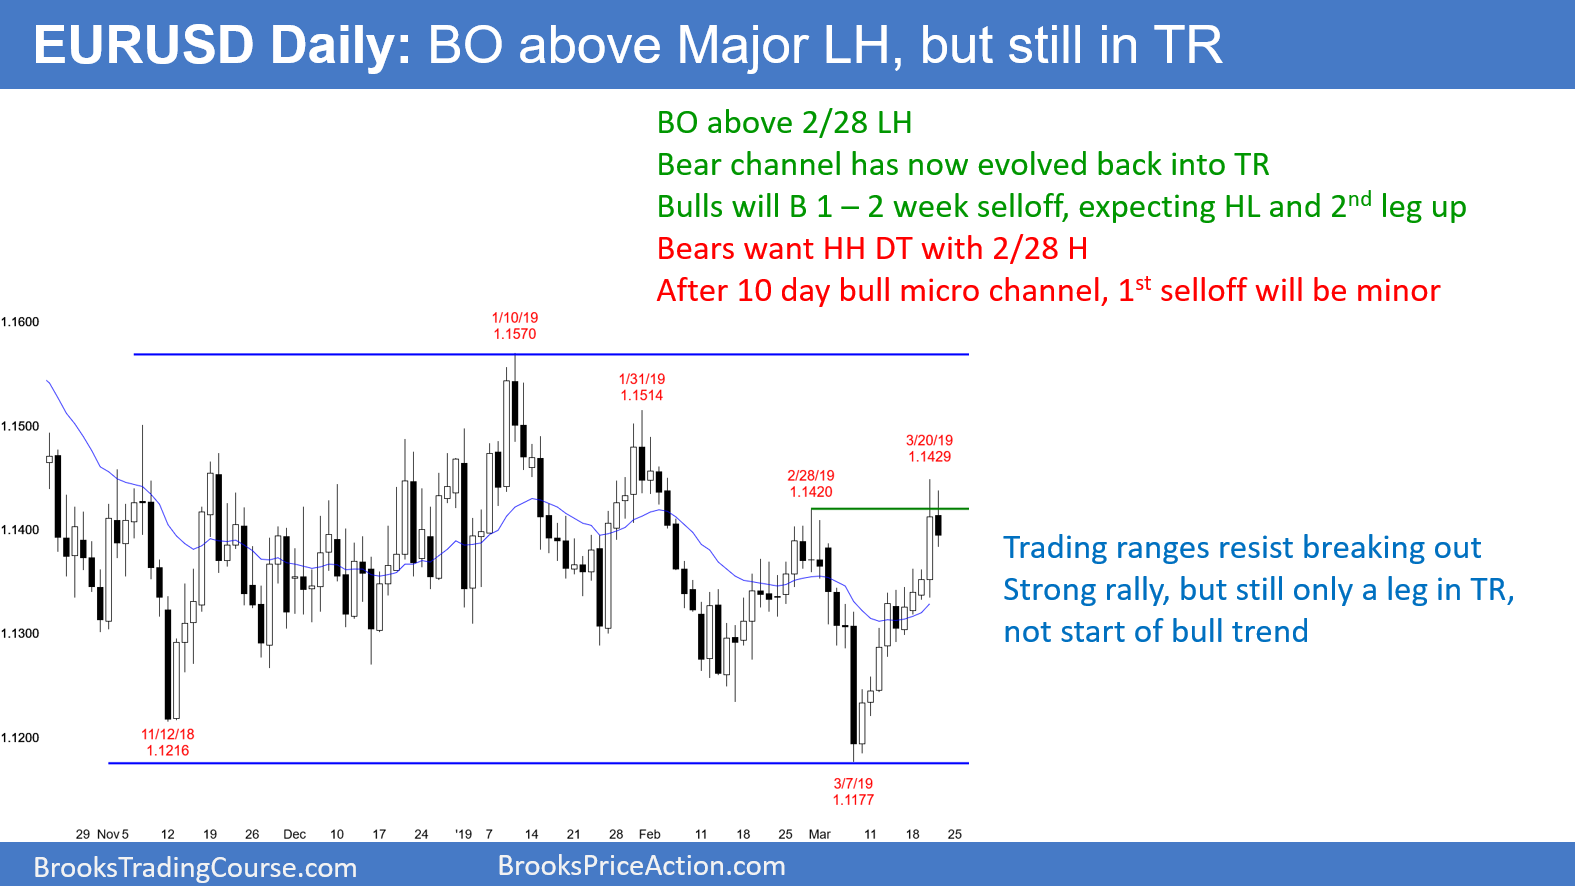 EURUSD Daily: BO above Major LH, but still in TR
BO above 2/28 LH
Bear channel has now evolved back into TR
Bulls will B 1 – 2 week selloff, expecting HL and 2nd leg up
Bears want HH DT with 2/28 H
After 10 day bull micro channel, 1st selloff will be minor
1.1600
1/10/19
1.1570
1/31/19
1.1514
1.1500
3/20/19
1.1429
2/28/19
1.1420
1.1400
Trading ranges resist breaking out
Strong rally, but still only a leg in TR,
not start of bull trend
1.1300
1.1200
11/12/18
1.1216
3/7/19
1.1177
29 Nov 5 12 19 26 Dec 10 17 24 '19 7 14 21 28 Feb 11 18 25 Mar 11 18 25
BrooksTradingCourse.com
BrooksPriceAction.com